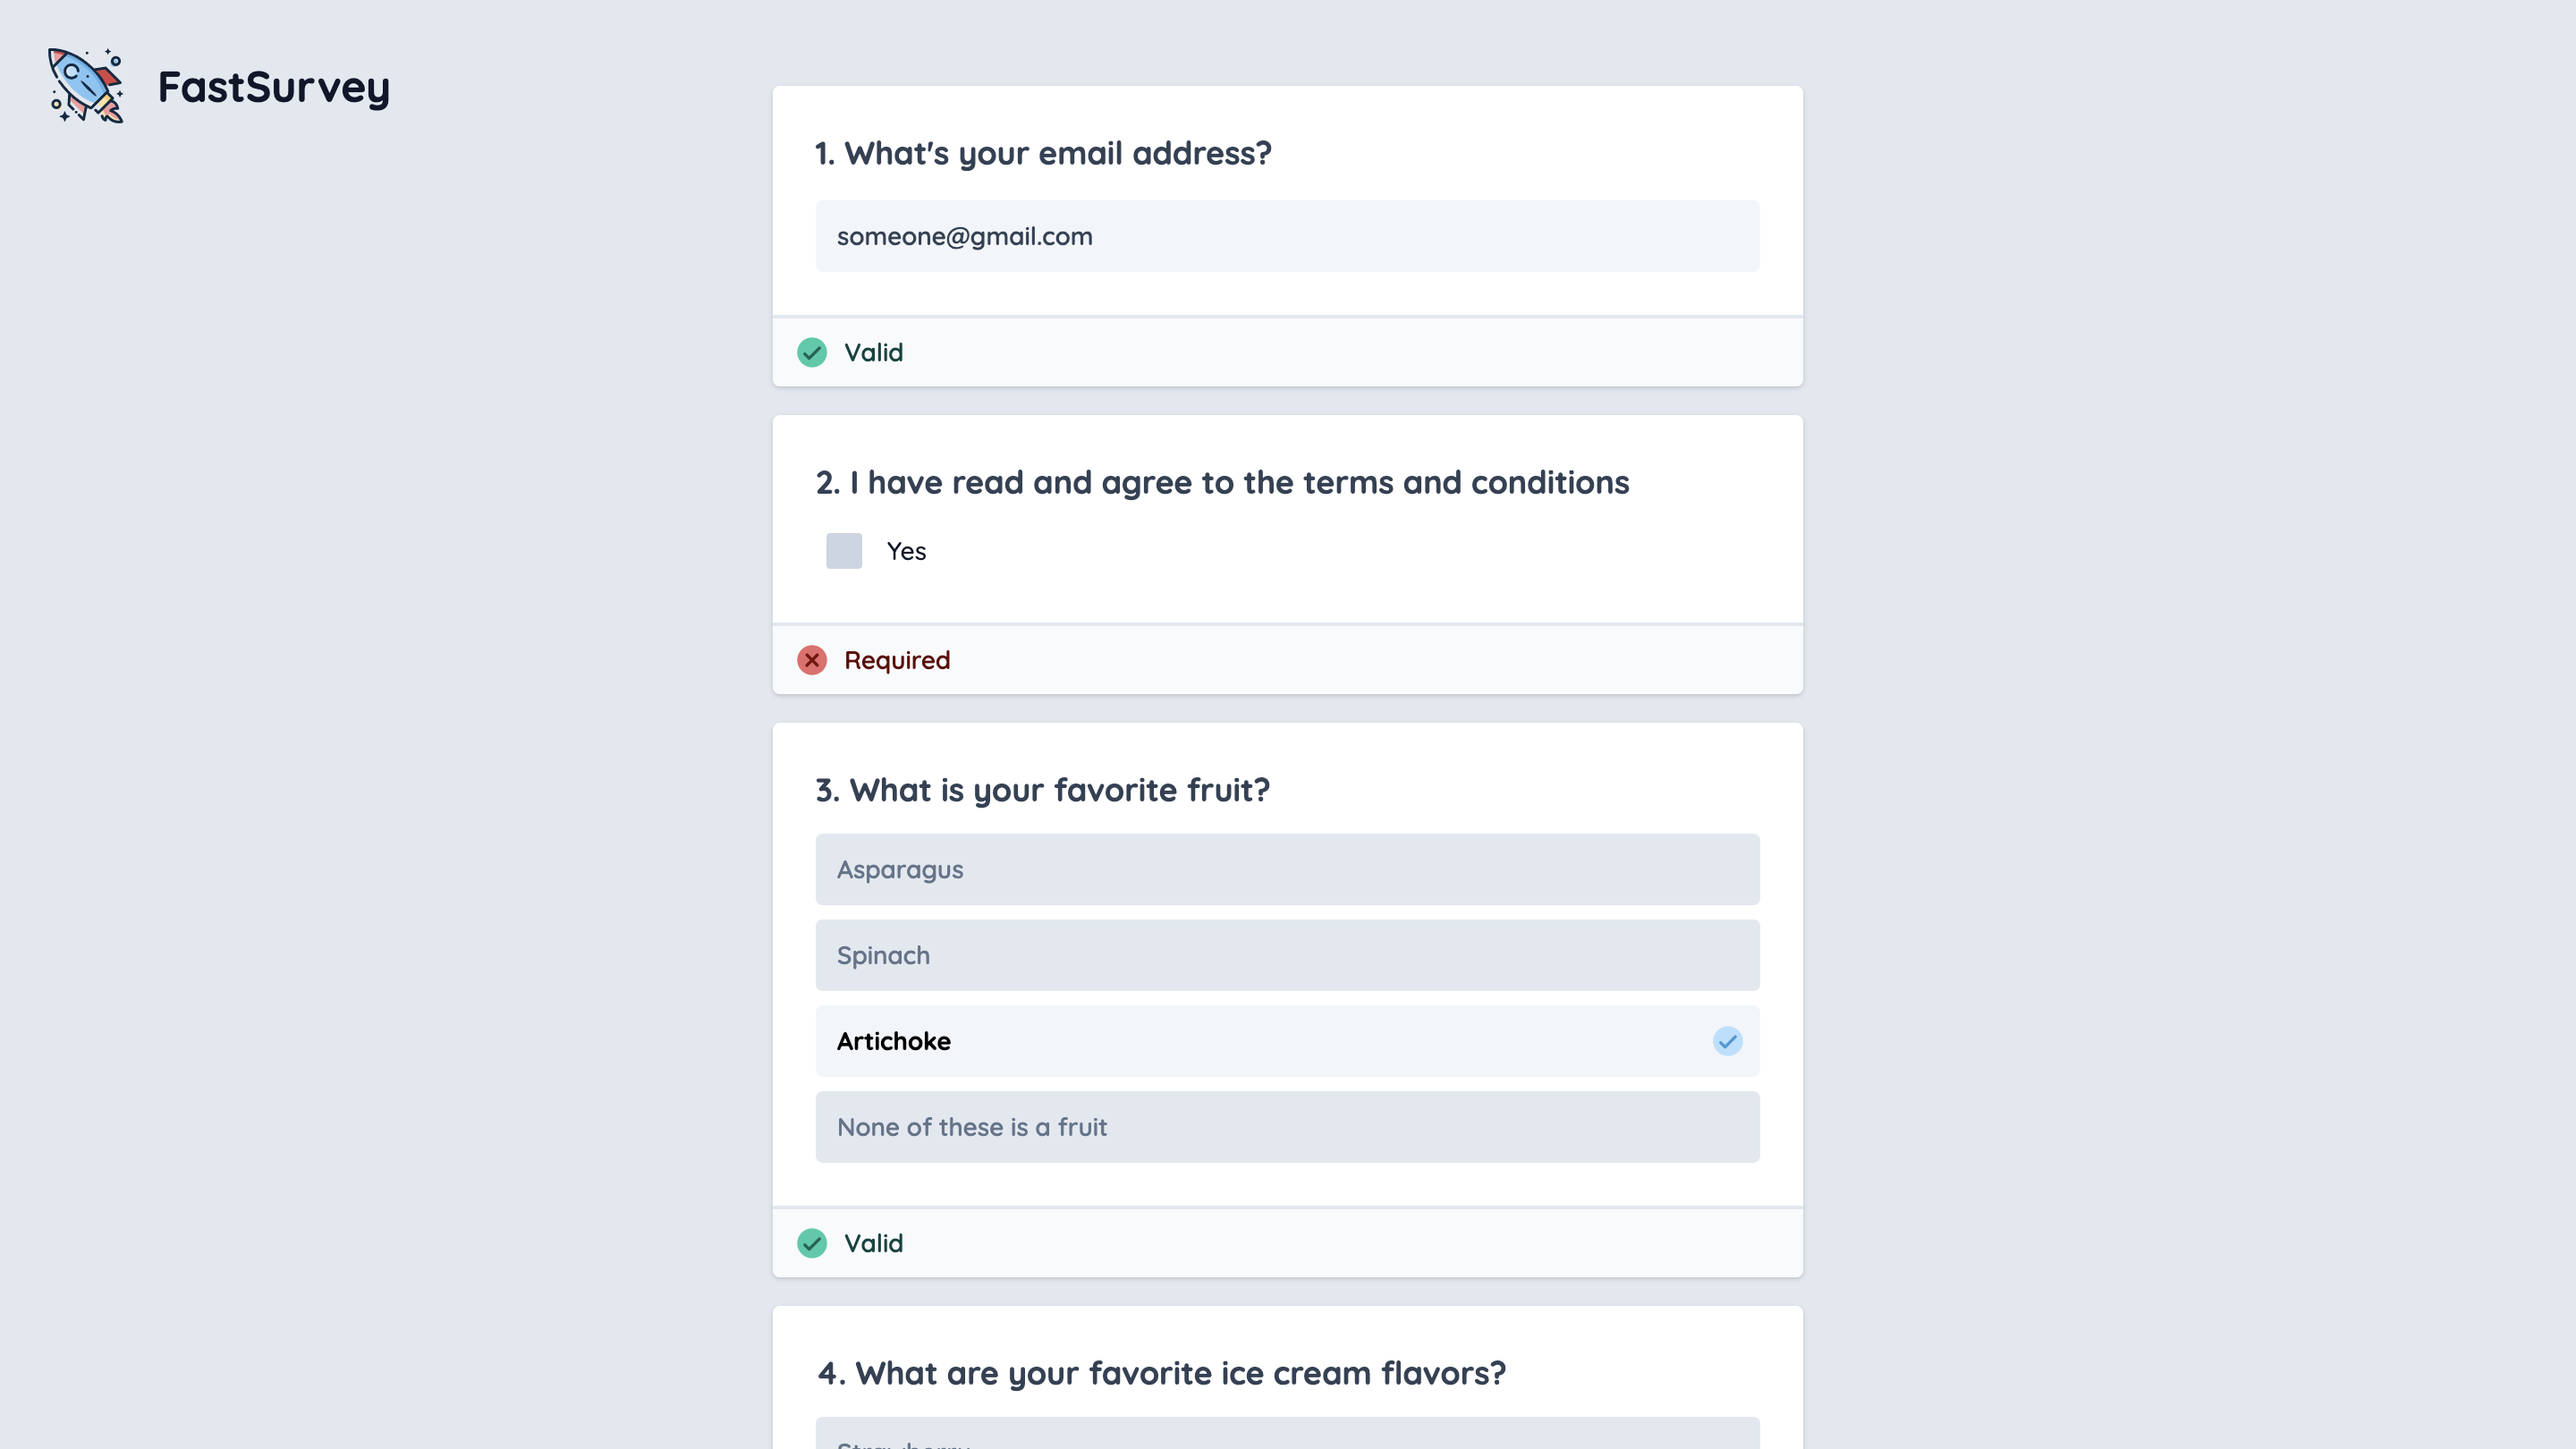 FastSurvey
1. What's your email address?
someone@gmail.com
Valid
2. I have read and agree to the terms and conditions
Yes
Required
3. What is your favorite fruit?
Asparagus
Spinach
Artichoke
None of these is a fruit
Valid
4. What are your favorite ice cream flavors?